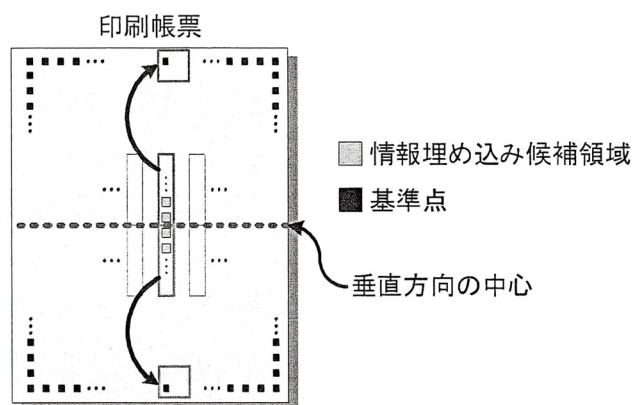 印刷帳票
情報埋め込み候補領域
基準点
垂直方向の中心